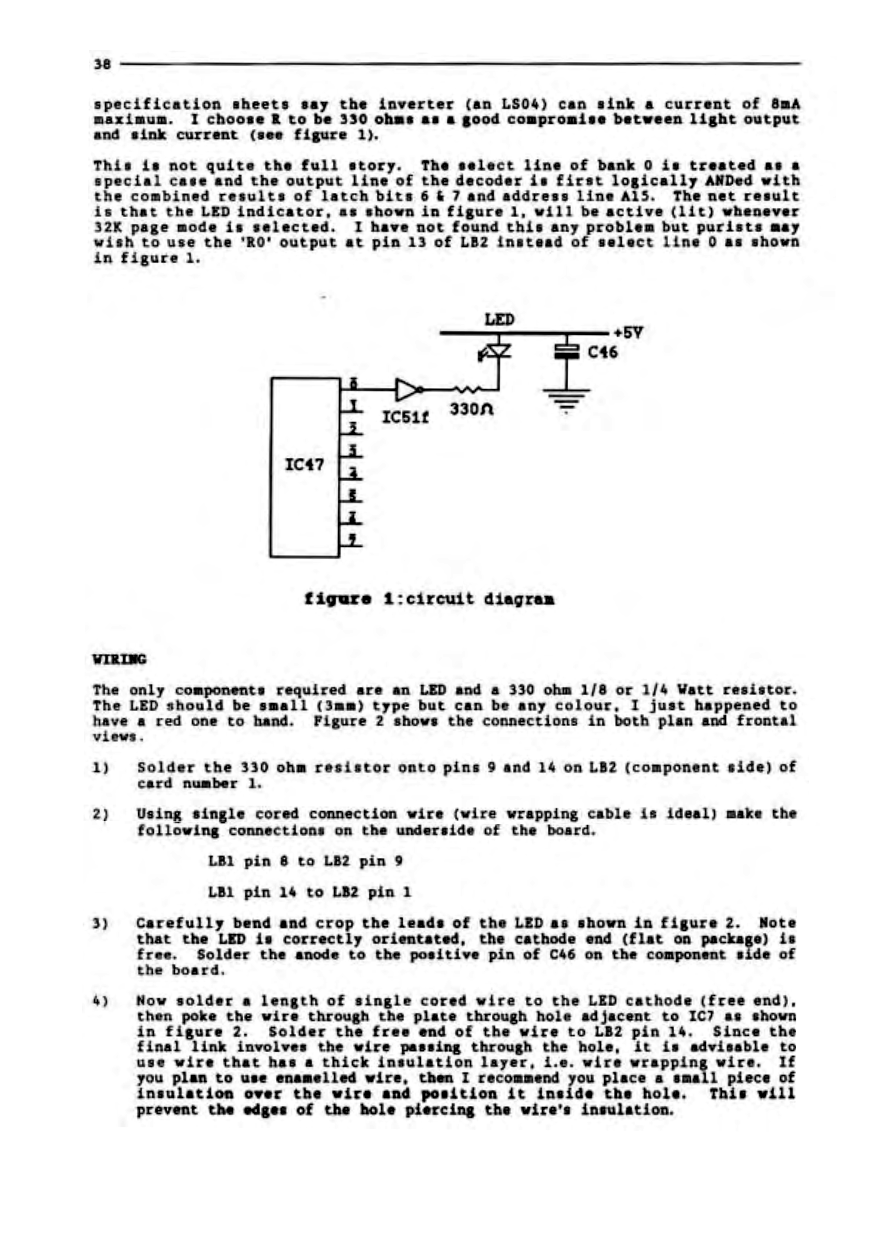 38
specification sheets say the inverter (an LS04) can sink a current of 8mA
maximum. I choose R to be 330 ohms as a good compromise between light output
and sink current (see figure 1).
This is not quite the full story. The select line of bank 0 is treated as a
special case and the output line of the decoder is first logically ANDed with
the combined results of latch bits 6 & 7 and address line A15. The net result
is that the LED indicator, as shown in figure 1, will be active (lit) whenever
32K page mode is selected. I have not found this any problem but purists may
wish to use the 'R0' output at pin 13 of LB2 instead of select line 0 as shown
in figure 1.
LED
+5V
C46
0
1
IC51f
330Ω
2
3
IC47
4
5
6
7
figure 1:circuit diagram
WIRING
The only components required are an LED and a 330 ohm 1/8 or 1/4 Watt resistor.
The LED should be small (3mm) type but can be any colour, I just happened to
have a red one to hand. Figure 2 shows the connections in both plan and frontal
views.
1) Solder the 330 ohm resistor onto pins 9 and 14 on LB2 (component side) of
card number 1.
2) Using single cored connection wire (wire wrapping cable is ideal) make the
following connections on the underside of the board.
LB1 pin 8 to LB2 pin 9
LB1 pin 14 to LB2 pin 1
3) Carefully bend and crop the leads of the LED as shown in figure 2. Note
that the LED is correctly orientated, the cathode end (flat on package) is
free. Solder the anode to the positive pin of C46 on the component side of
the board.
4) Now solder a length of single cored wire to the LED cathode (free end),
then poke the wire through the plate through hole adjacent to IC7 as shown
in figure 2. Solder the free end of the wire to LB2 pin 14. Since the
final link involves the wire passing through the hole, it is advisable to
use wire that has a thick insulation layer, i.e. wire wrapping wire. If
you plan to use enamelled wire, then I recommend you place a small piece of
insulation over the wire and position it inside the hole. This will
prevent the edges of the hole piercing the wire's insulation.